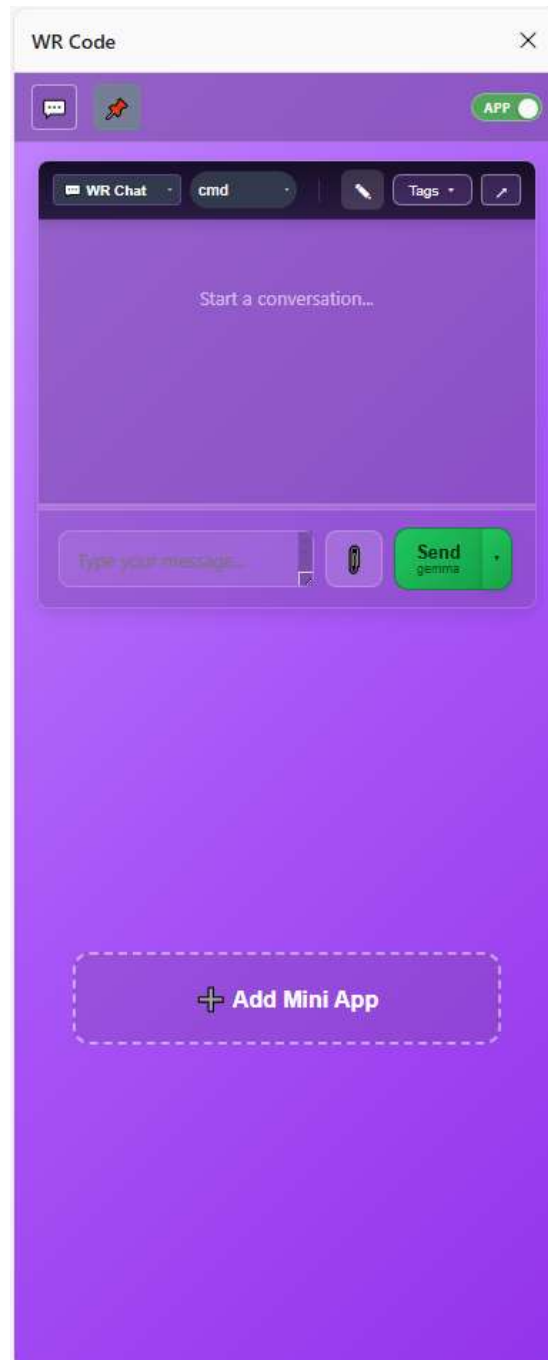 WR Code
APP
WR Chat
cmd
Tags
Start a conversation...
Type your message...
Send
gemma
Add Mini App